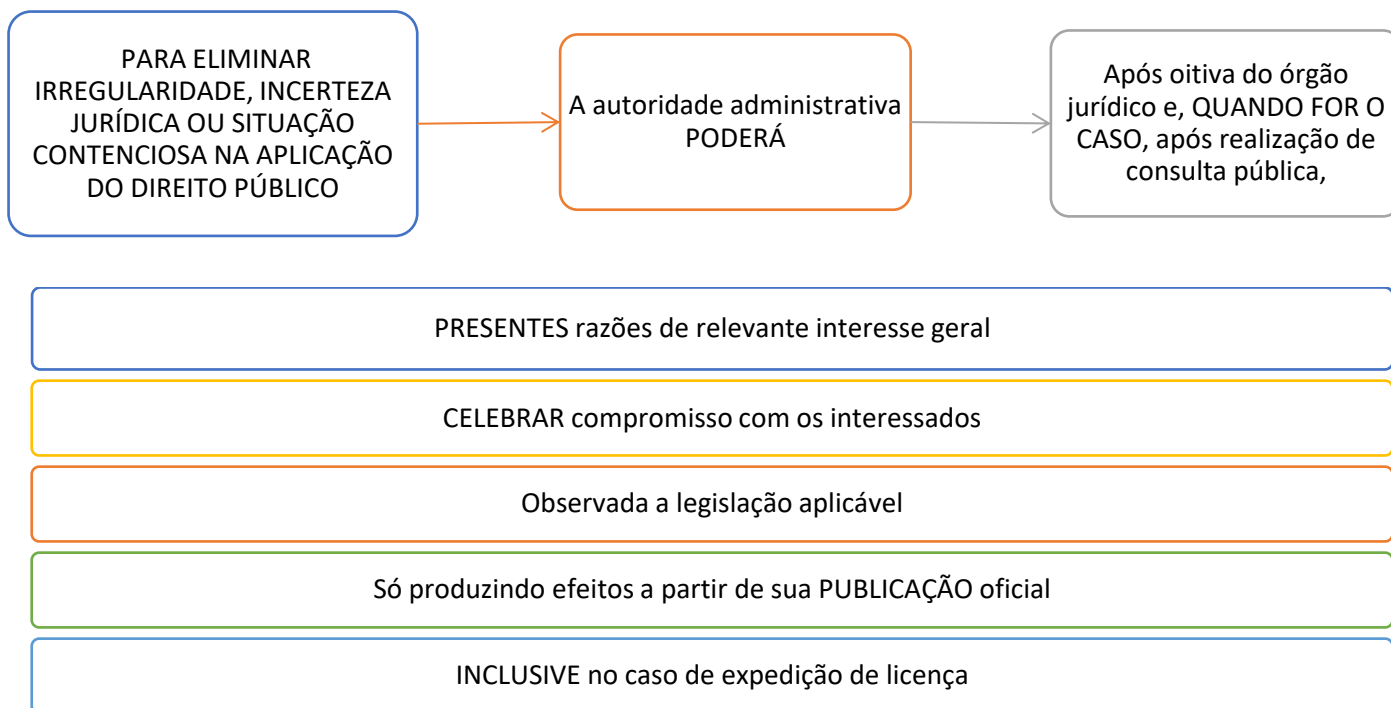 PARA ELIMINAR
IRREGULARIDADE, INCERTEZA
JURÍDICA OU SITUAÇÃO
CONTENCIOSA NA APLICAÇÃO
DO DIREITO PÚBLICO
A autoridade administrativa
PODERÁ
Após oitiva do órgão
jurídico e, QUANDO FOR O
CASO, após realização de
consulta pública,
PRESENTES razões de relevante interesse geral
CELEBRAR compromisso com os interessados
Observada a legislação aplicável
Só produzindo efeitos a partir de sua PUBLICAÇÃO oficial
INCLUSIVE no caso de expedição de licença